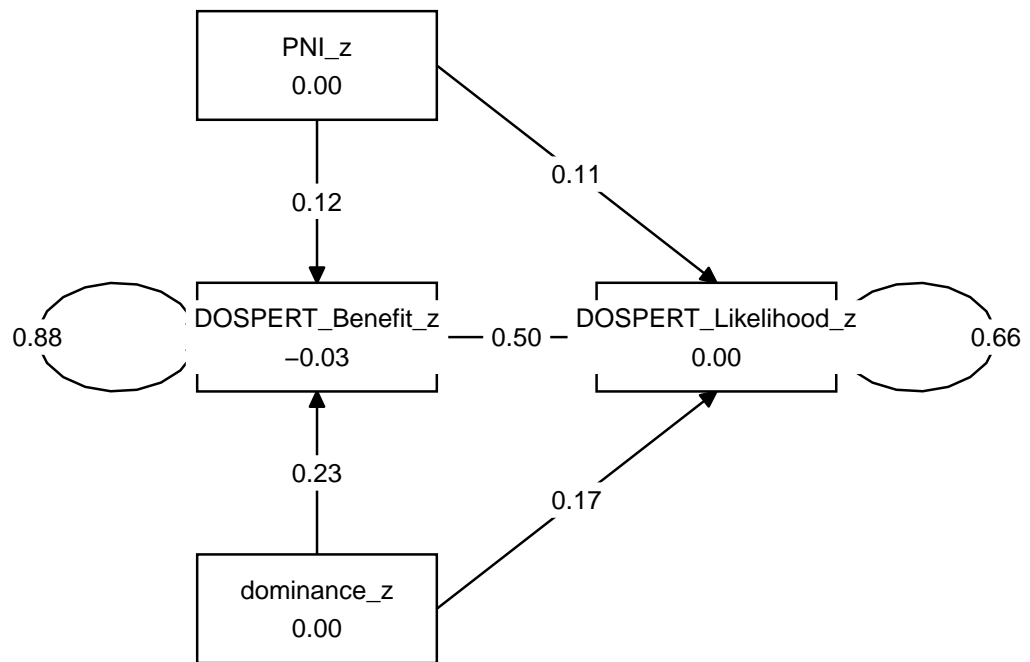 PNI_z
0.00
0.11
0.12
DOSPERT_Benefit_z
−0.03
DOSPERT_Likelihood_z
0.00
0.88
0.50
0.66
0.23
0.17
dominance_z
0.00